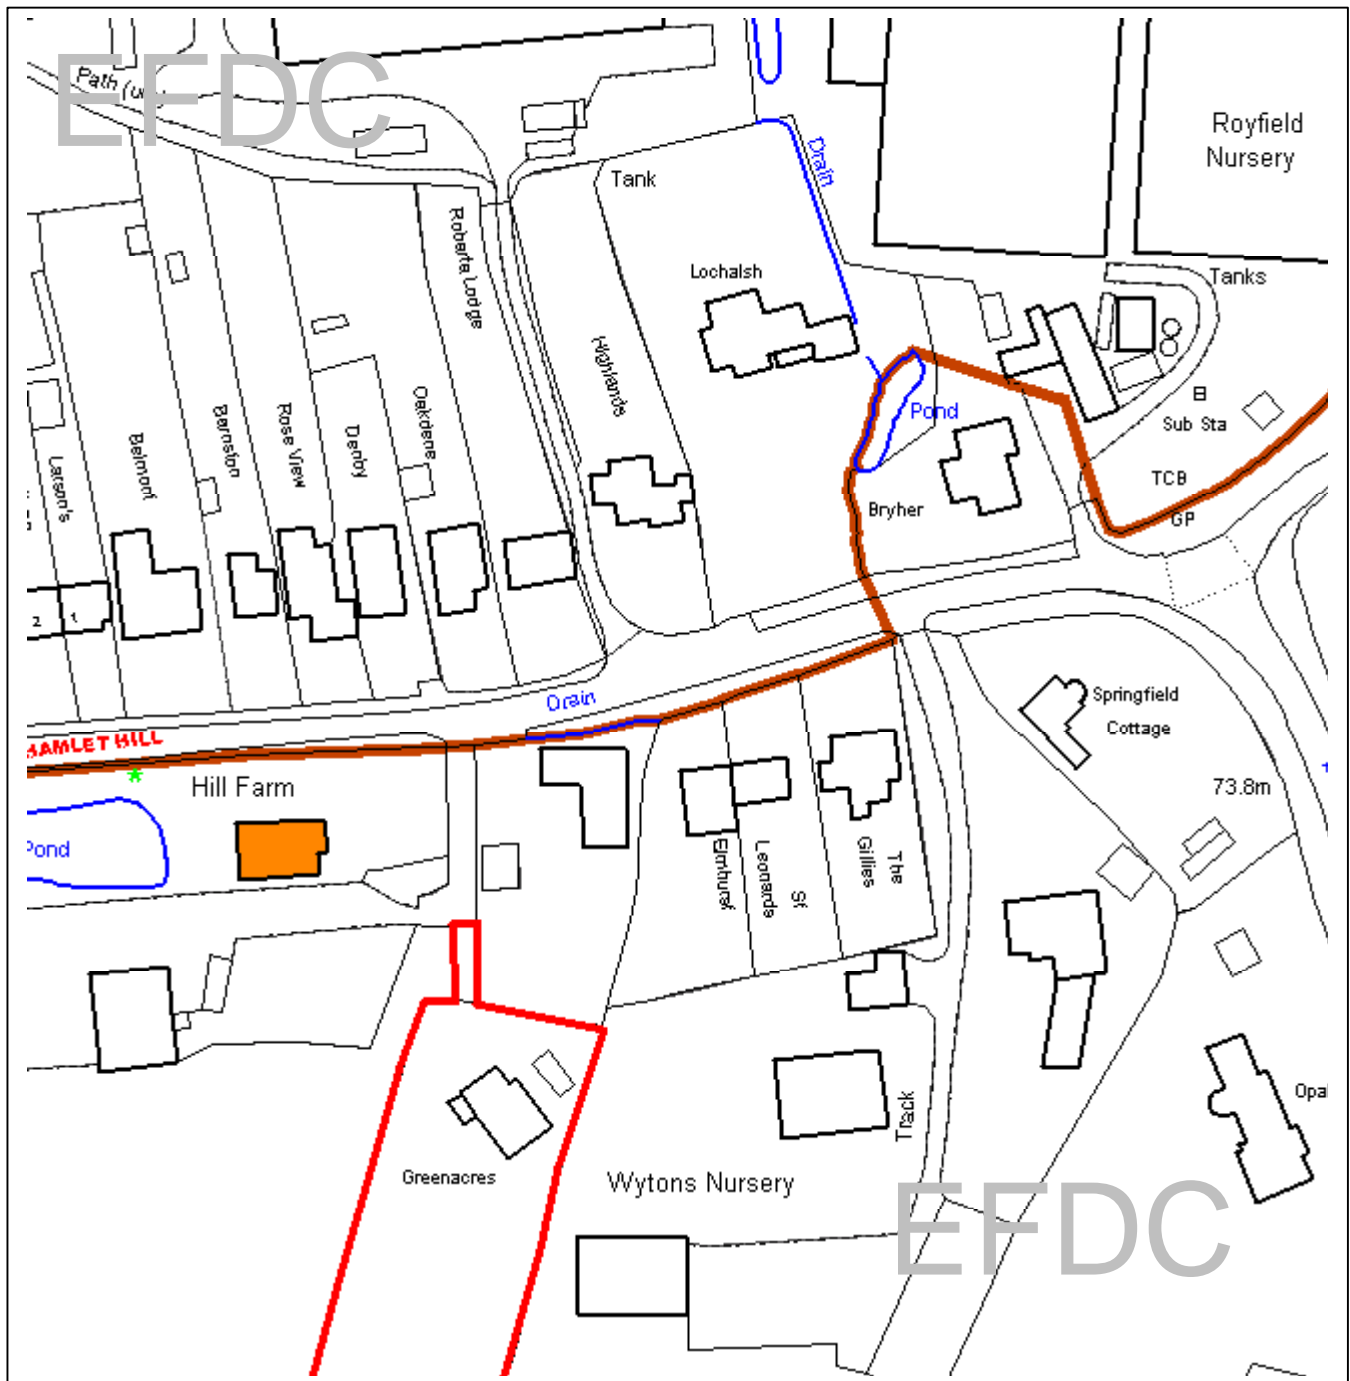 EFDC
Path (u
Royfield
Nursery
Drain
Tank
Roberta Lodge
Lochalsh
Tanks
Highlands
Oakdene
Rose View
Barnston
Denby
Belmont
Larson's
Pond
Sub Sta
TCB
GP
Bryher
2
1
Springfield
Cottage
Drain
HAMLET HILL
Hill Farm
73.8m
Pond
Elmhurst
St
Leonards
The
Gillies
Opal
Track
Greenacres
Wytons Nursery
EFDC